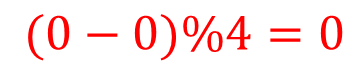 (0 − 0)%4 = 0